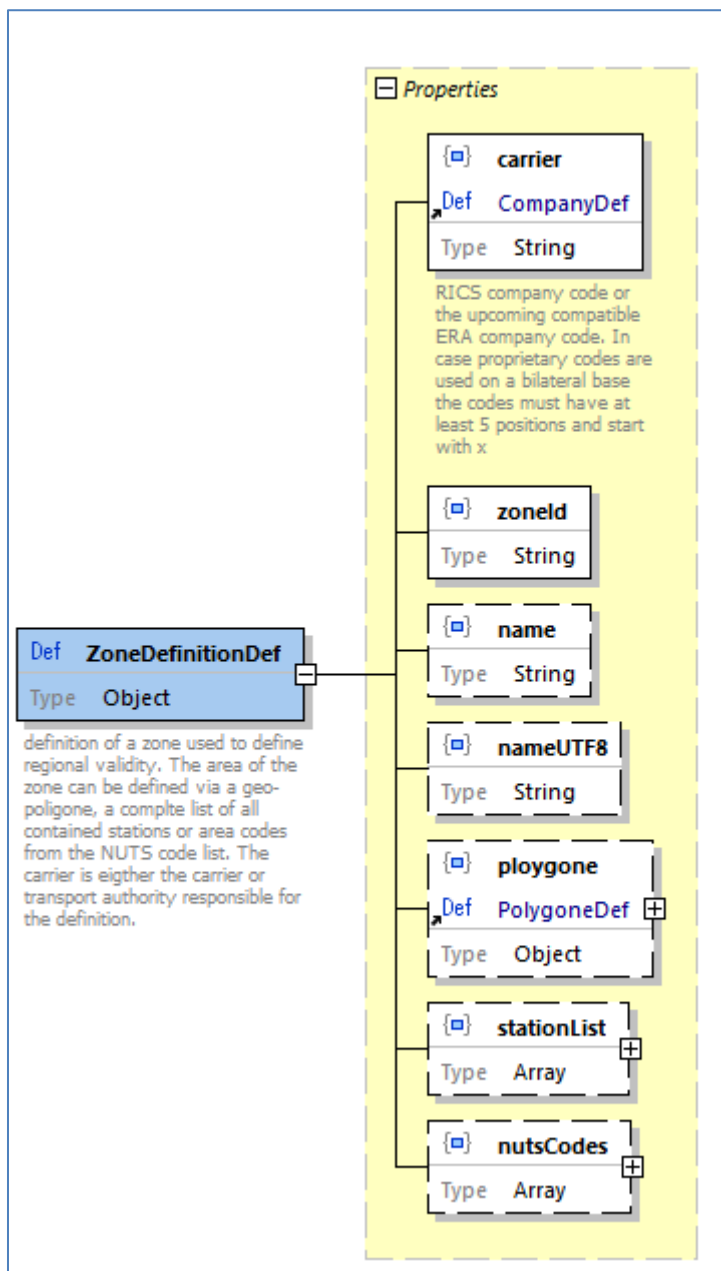 Properties
carrier
Def CompanyDef
Type String
RICS company code or
the upcoming compatible
ERA company code. In
case proprietary codes are
used on a bilateral base
the codes must have at
least 5 positions and start
with x
zoneId
Type String
name
Type String
Def ZoneDefinitionDef
Type Object
definition of a zone used to define
regional validity. The area of the
zone can be defined via a geo-
poligone, a complte list of all
contained stations or area codes
from the NUTS code list. The
carrier is eigther the carrier or
transport authority responsible for
the definition.
nameUTF8
Type String
ploygone
Def PolygoneDef
Type Object
stationList
Type Array
nutsCodes
Type Array